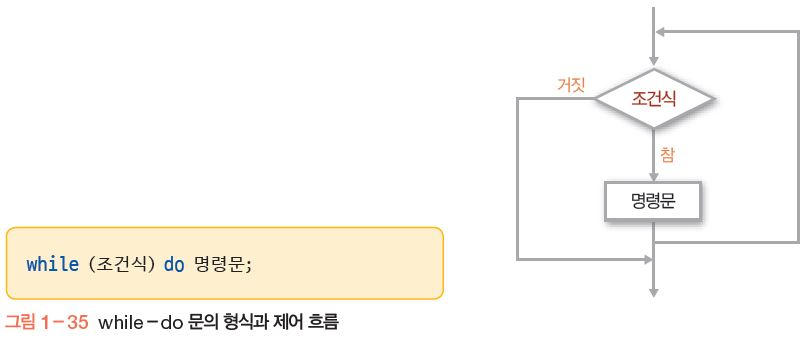 거짓
조건식
참
명령문
while (조건식) do 명령문;
그림 1-35 while-do 문의 형식과 제어 흐름